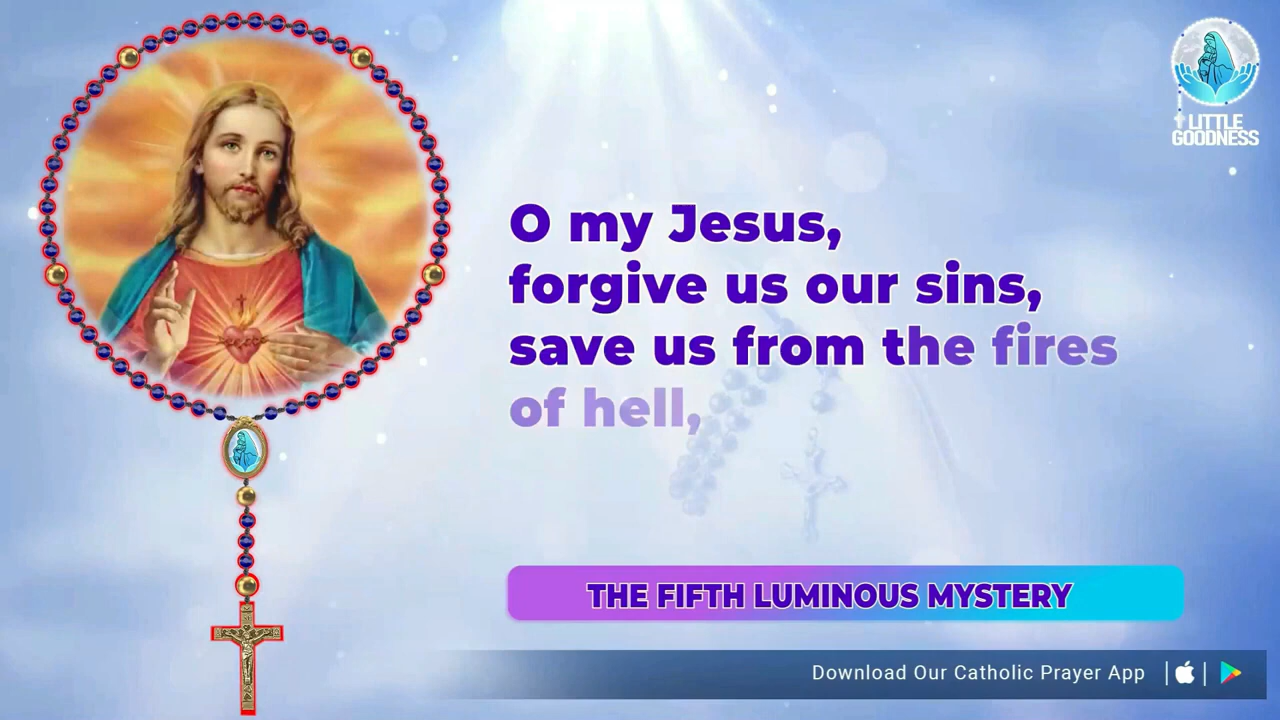 LITTLE
GOODNESS
O my Jesus,
forgive us our sins,
save us from the fires
of hell,
THE FIFTH LUMINOUS MYSTERY
Download Our Catholic Prayer App